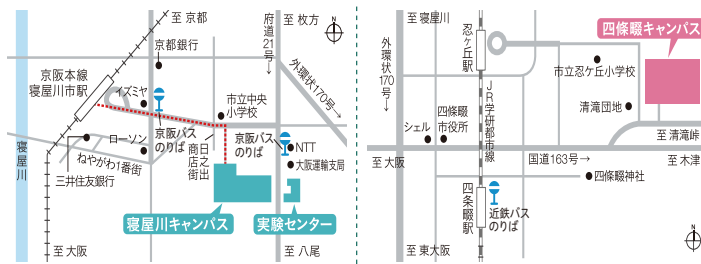 至 京都
府道
21号
至 枚方
京都銀行
外環状170号
京阪本線
寝屋川市駅
イズミヤ
市立中央
小学校
京阪バス
のりば
京阪バス
のりば
ローソン
日之出
商店街
NTT
大阪運輸支局
ねやがわ1番街
三井住友銀行
寝屋川
寝屋川キャンパス
実験センター
至 大阪
至 八尾
至 寝屋川
四條畷キャンパス
外環状
170号
忍ヶ丘駅
市立忍ケ丘小学校
JR学研都市線
清滝団地
シェル
四條畷
市役所
至 清滝峠
至 大阪
国道163号
至 木津
四條畷神社
四条畷駅
近鉄バス
のりば
至 東大阪
N
N